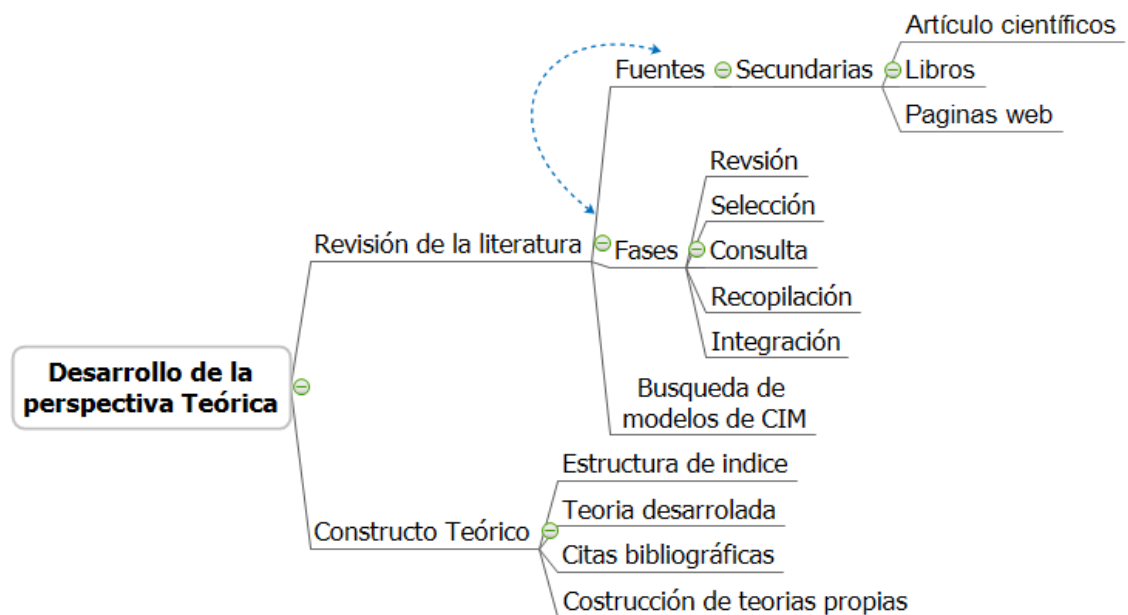 Artículo científicos
Fuentes
Secundarias
Libros
Paginas web
Revsión
Selección
Revisión de la literatura
Fases
Consulta
Recopilación
Integración
Desarrollo de la
perspectiva Teórica
Busqueda de
modelos de CIM
Estructura de indice
Teoria desarrolada
Constructo Teórico
Citas bibliográficas
Costrucción de teorias propias